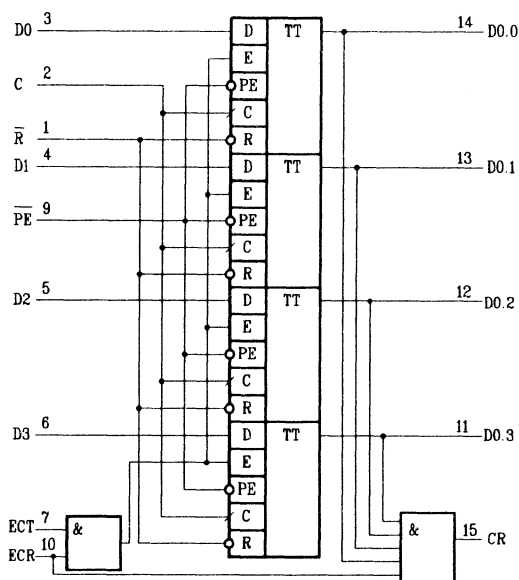 D0 3 D TT 14 D0.0
E
C 2 PE
C
R̅ 1 R
D1 4 D TT 13 D0.1
E
P̅E̅ 9 PE
C
R
D2 5 D TT 12 D0.2
E
PE
C
R
D3 6 D TT 11 D0.3
E
PE
ECT 7 & C & 15 CR
ECR 10 R